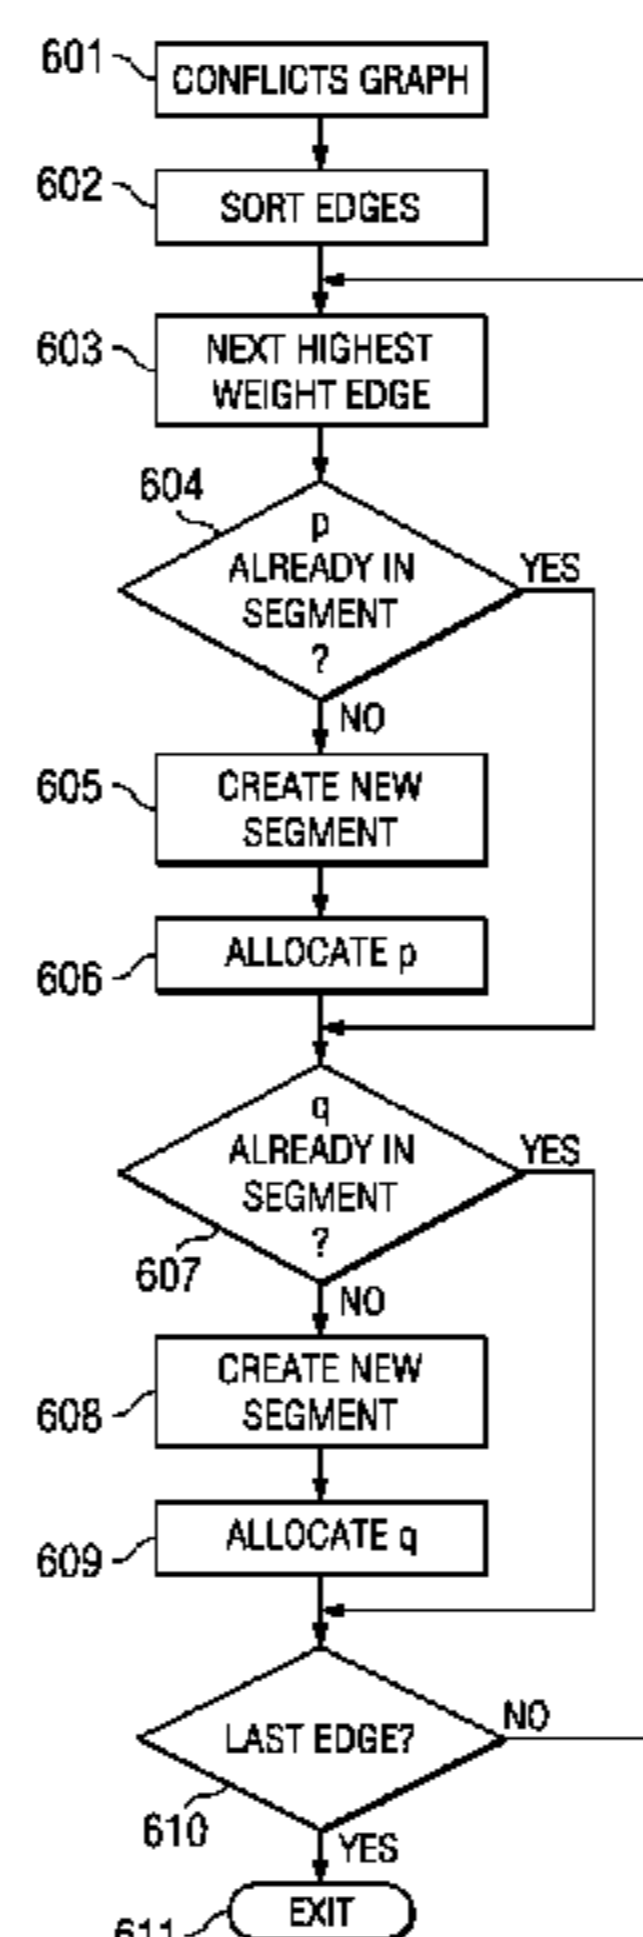 601
CONFLICTS GRAPH
602
SORT EDGES
603
NEXT HIGHEST
WEIGHT EDGE
604
p
ALREADY IN
SEGMENT
?
YES
NO
605
CREATE NEW
SEGMENT
606
ALLOCATE p
q
ALREADY IN
SEGMENT
?
YES
607
NO
608
CREATE NEW
SEGMENT
609
ALLOCATE q
LAST EDGE?
NO
610
YES
611
EXIT